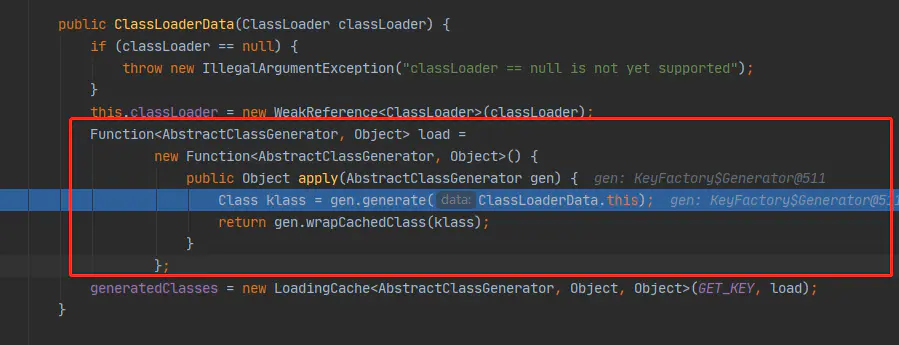 public ClassLoaderData(ClassLoader classLoader) {
if (classLoader == null) {
throw new IllegalArgumentException("classLoader == null is not yet supported");
}
this.classLoader = new WeakReference<ClassLoader>(classLoader);
Function<AbstractClassGenerator, Object> load =
new Function<AbstractClassGenerator, Object>() {
public Object apply(AbstractClassGenerator gen) { gen: KeyFactory$Generator@511
Class klass = gen.generate( data: ClassLoaderData.this); gen: KeyFactory$Generator@511
return gen.wrapCachedClass(klass);
}
};
generatedClasses = new LoadingCache<AbstractClassGenerator, Object, Object>(GET_KEY, load);
}